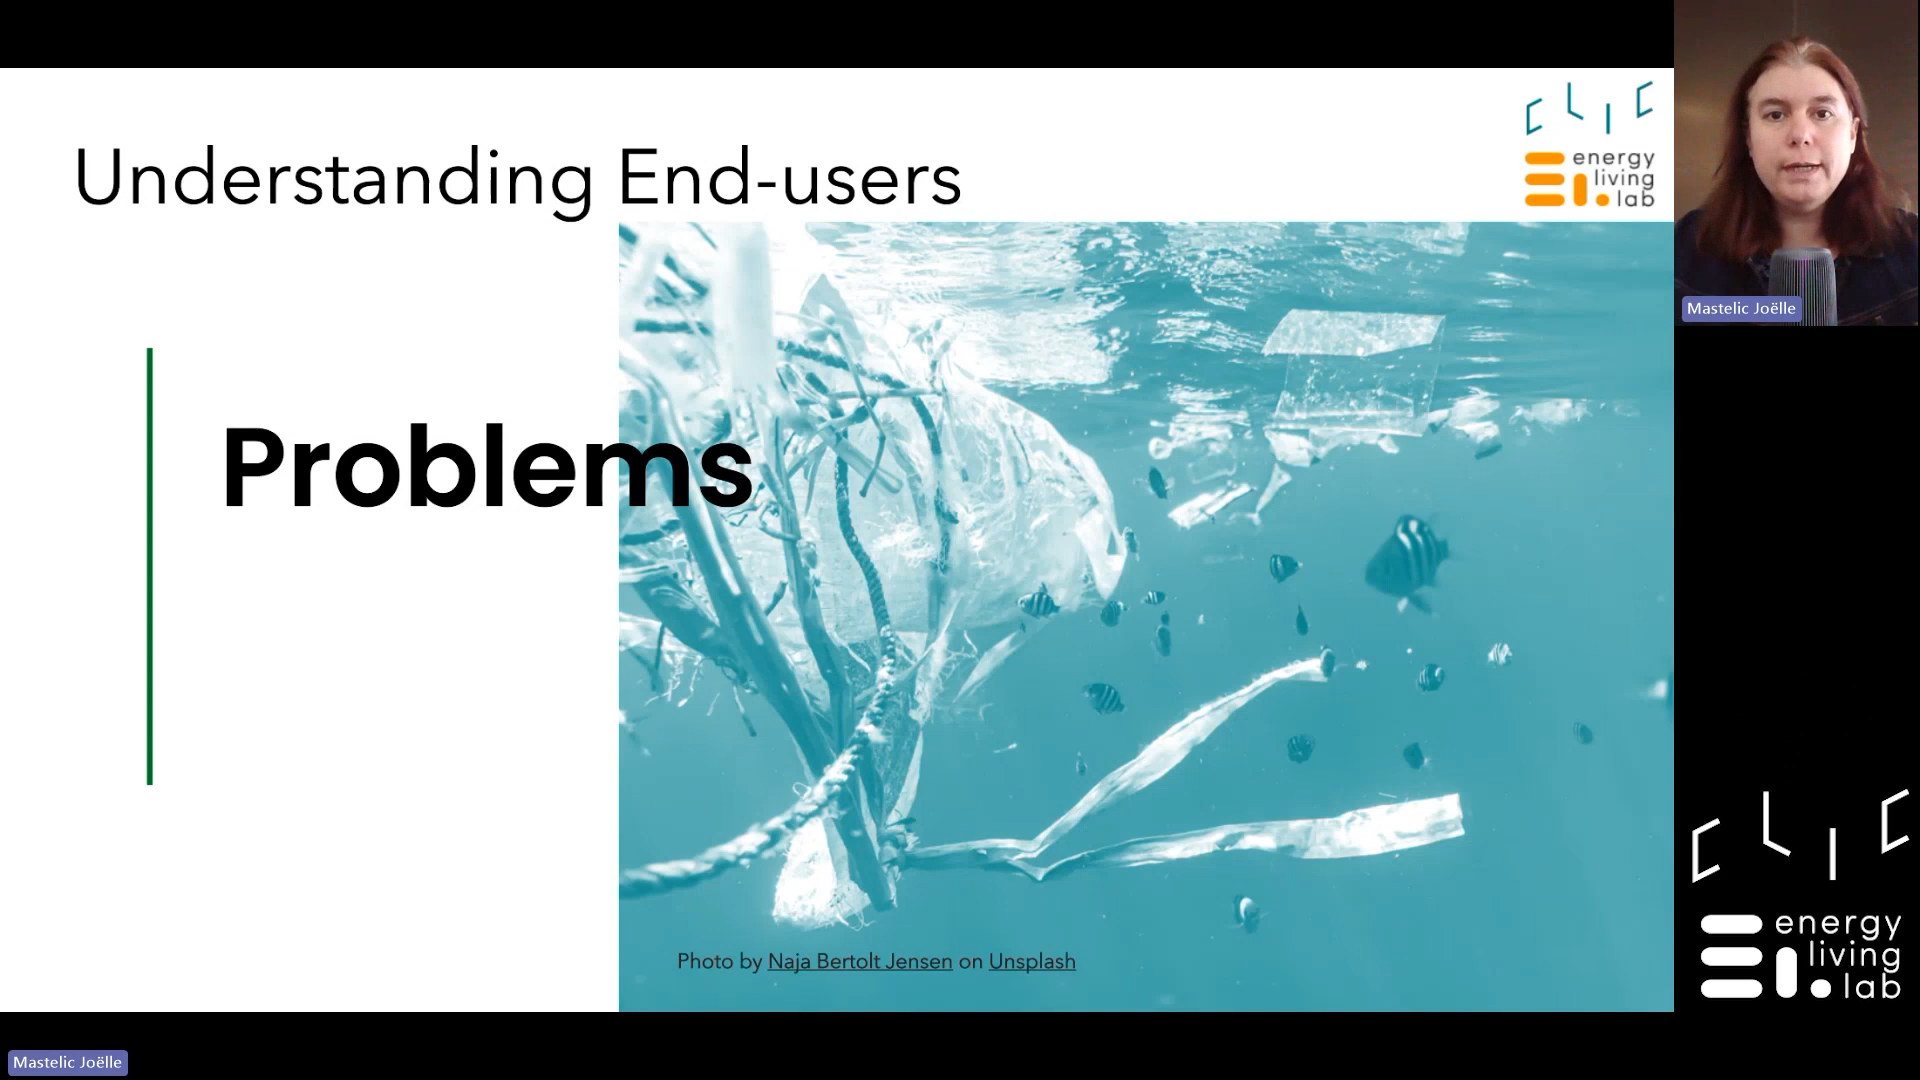 Understanding End-users
CLIC
energy
living
lab
Problems
Photo by Naja Bertolt Jensen on Unsplash
Mastelic Joëlle
CLIC
energy
living
lab
Mastelic Joëlle